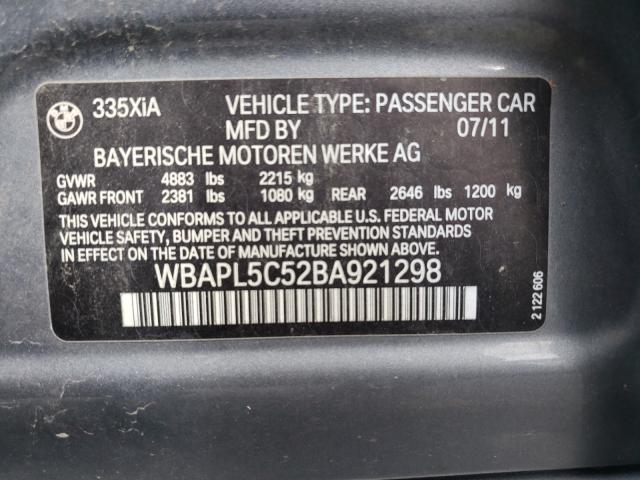 BMW
335XiA VEHICLE TYPE: PASSENGER CAR
MFD BY 07/11
BAYERISCHE MOTOREN WERKE AG
GVWR 4883 lbs 2215 kg
GAWR FRONT 2381 lbs 1080 kg REAR 2646 lbs 1200 kg
THIS VEHICLE CONFORMS TO ALL APPLICABLE U.S. FEDERAL MOTOR
VEHICLE SAFETY, BUMPER AND THEFT PREVENTION STANDARDS
IN EFFECT ON THE DATE OF MANUFACTURE SHOWN ABOVE.
WBAPL5C52BA921298
2 122 606